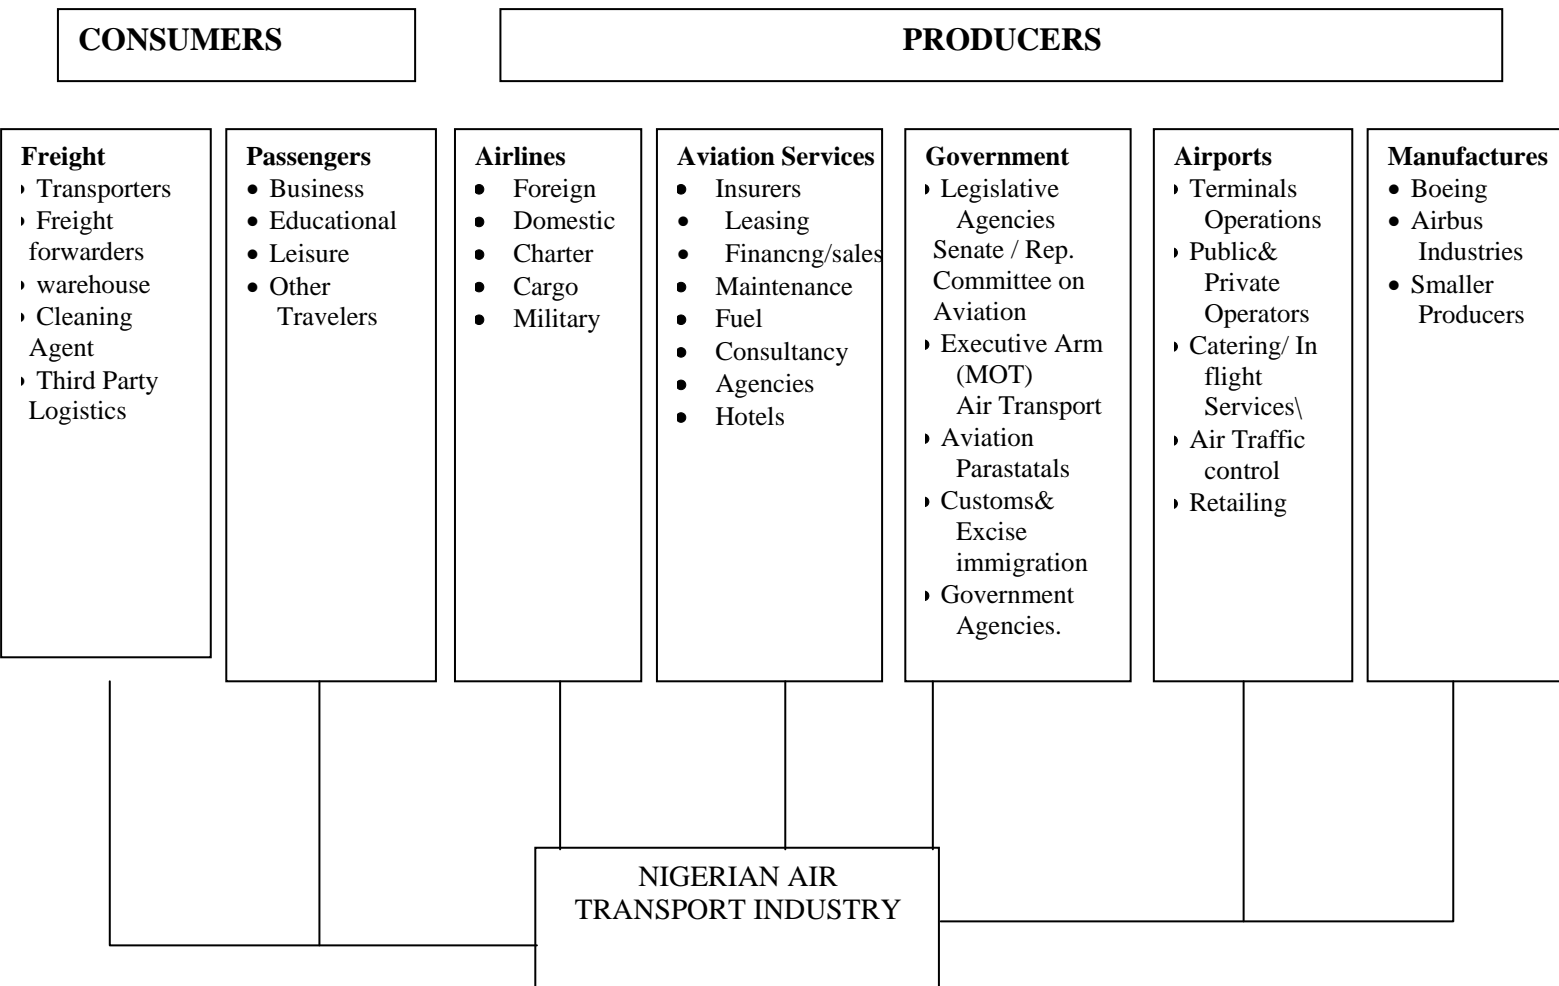 CONSUMERS
PRODUCERS
Freight
• Transporters
• Freight
forwarders
• warehouse
• Cleaning
Agent
• Third Party
Logistics
Passengers
• Business
• Educational
• Leisure
• Other
Travelers
Airlines
• Foreign
• Domestic
• Charter
• Cargo
• Military
Aviation Services
• Insurers
• Leasing
• Financng/sales
• Maintenance
• Fuel
• Consultancy
• Agencies
• Hotels
Government
• Legislative
Agencies
Senate / Rep.
Committee on
Aviation
• Executive Arm
(MOT)
Air Transport
• Aviation
Parastatals
• Customs&
Excise
immigration
• Government
Agencies.
Airports
• Terminals
Operations
• Public&
Private
Operators
• Catering/ In
flight
Services\
• Air Traffic
control
• Retailing
Manufactures
• Boeing
• Airbus
Industries
• Smaller
Producers
NIGERIAN AIR
TRANSPORT INDUSTRY